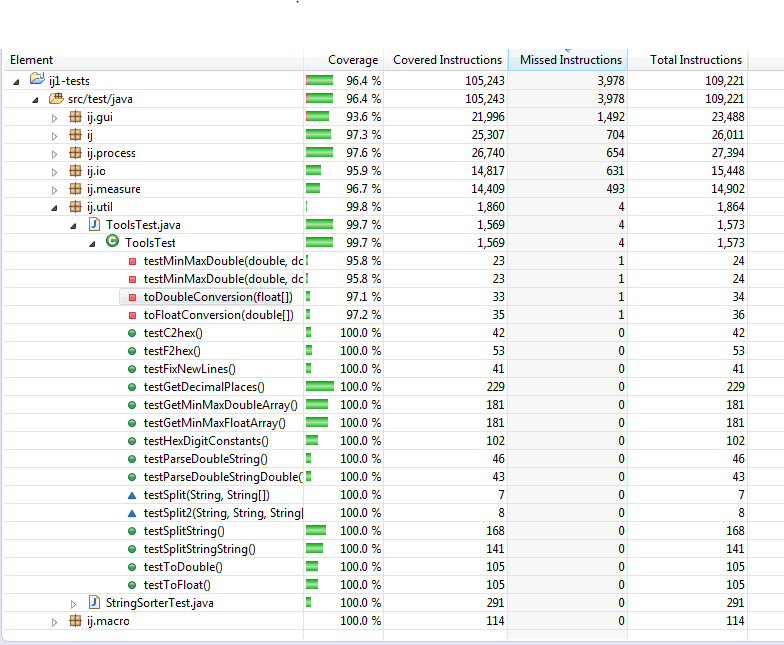 Element Coverage Covered Instructions Missed Instructions Total Instructions
ij1-tests 96.4 % 105,243 3,978 109,221
src/test/java 96.4 % 105,243 3,978 109,221
ij.gui 93.6 % 21,996 1,492 23,488
ij 97.3 % 25,307 704 26,011
ij.process 97.6 % 26,740 654 27,394
ij.io 95.9 % 14,817 631 15,448
ij.measure 96.7 % 14,409 493 14,902
ij.util 99.8 % 1,860 4 1,864
ToolsTest.java 99.7 % 1,569 4 1,573
ToolsTest 99.7 % 1,569 4 1,573
testMinMaxDouble(double, dc 95.8 % 23 1 24
testMinMaxDouble(double, dc 95.8 % 23 1 24
toDoubleConversion(float[]) 97.1 % 33 1 34
toFloatConversion(double[]) 97.2 % 35 1 36
testC2hex() 100.0 % 42 0 42
testF2hex() 100.0 % 53 0 53
testFixNewLines() 100.0 % 41 0 41
testGetDecimalPlaces() 100.0 % 229 0 229
testGetMinMaxDoubleArray() 100.0 % 181 0 181
testGetMinMaxFloatArray() 100.0 % 181 0 181
testHexDigitConstants() 100.0 % 102 0 102
testParseDoubleString() 100.0 % 46 0 46
testParseDoubleStringDouble( 100.0 % 43 0 43
testSplit(String, String[]) 100.0 % 7 0 7
testSplit2(String, String, String[ 100.0 % 8 0 8
testSplitString() 100.0 % 168 0 168
testSplitStringString() 100.0 % 141 0 141
testToDouble() 100.0 % 105 0 105
testToFloat() 100.0 % 105 0 105
StringSorterTest.java 100.0 % 291 0 291
ij.macro 100.0 % 114 0 114